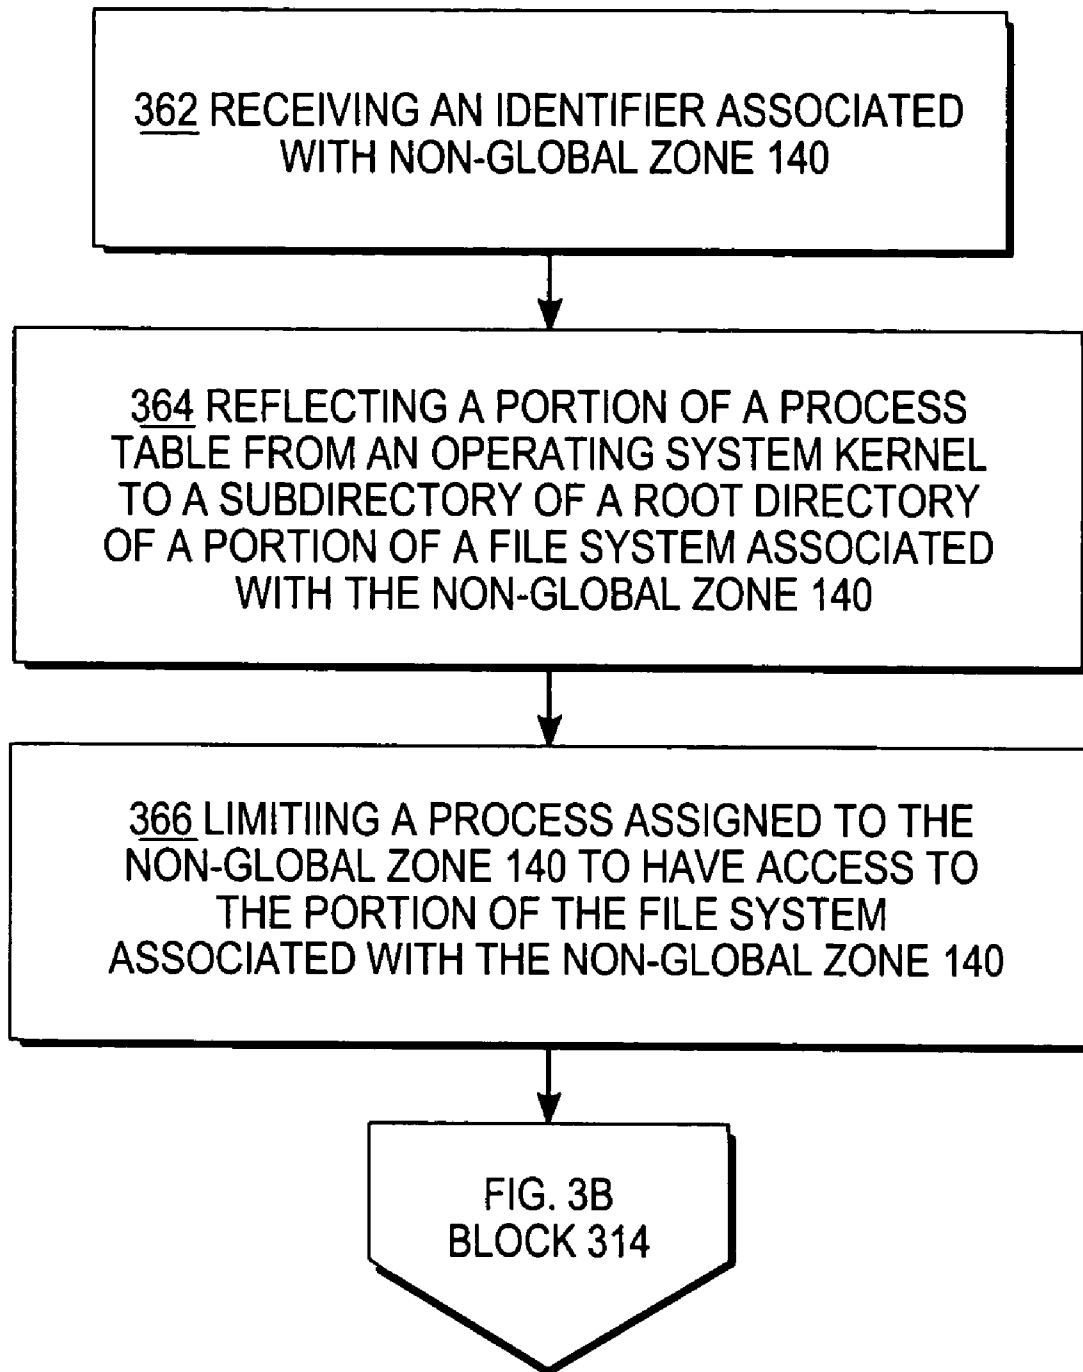 362 RECEIVING AN IDENTIFIER ASSOCIATED
WITH NON-GLOBAL ZONE 140
364 REFLECTING A PORTION OF A PROCESS
TABLE FROM AN OPERATING SYSTEM KERNEL
TO A SUBDIRECTORY OF A ROOT DIRECTORY
OF A PORTION OF A FILE SYSTEM ASSOCIATED
WITH THE NON-GLOBAL ZONE 140
366 LIMITIING A PROCESS ASSIGNED TO THE
NON-GLOBAL ZONE 140 TO HAVE ACCESS TO
THE PORTION OF THE FILE SYSTEM
ASSOCIATED WITH THE NON-GLOBAL ZONE 140
FIG. 3B
BLOCK 314